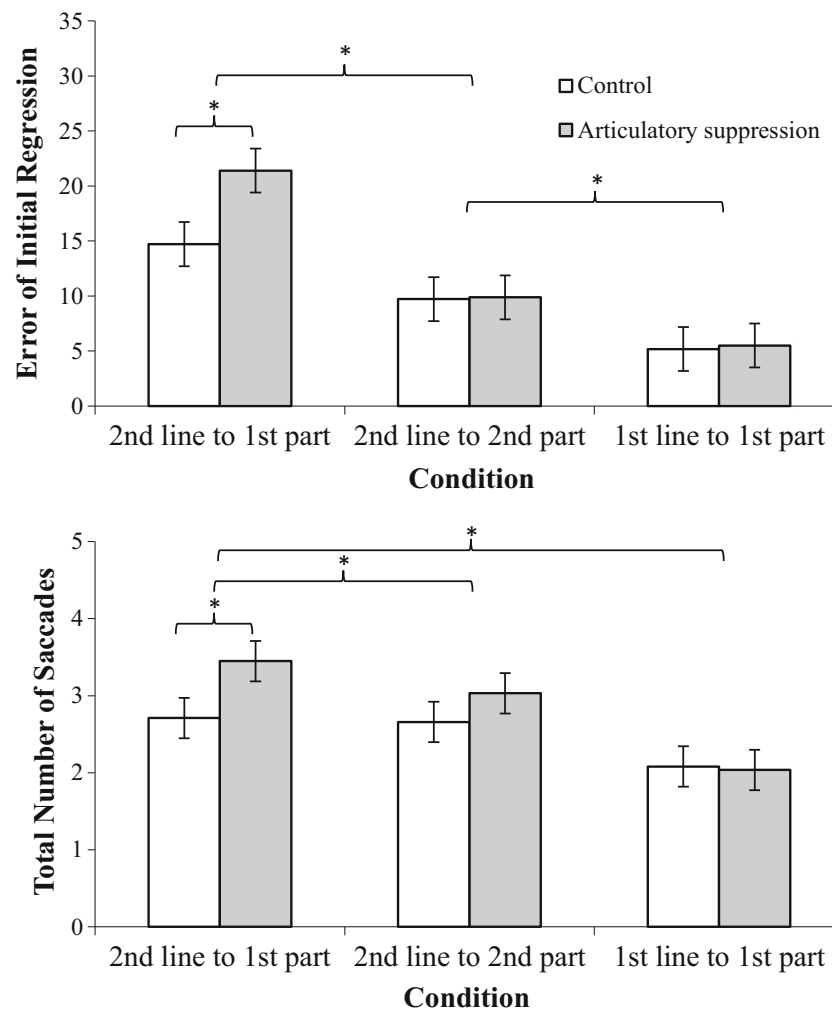 35
30
25
20
15
10
5
0
Error of Initial Regression
*
*
*
Control
Articulatory suppression
2nd line to 1st part 2nd line to 2nd part 1st line to 1st part
Condition
5
4
3
2
1
0
Total Number of Saccades
*
*
*
2nd line to 1st part 2nd line to 2nd part 1st line to 1st part
Condition